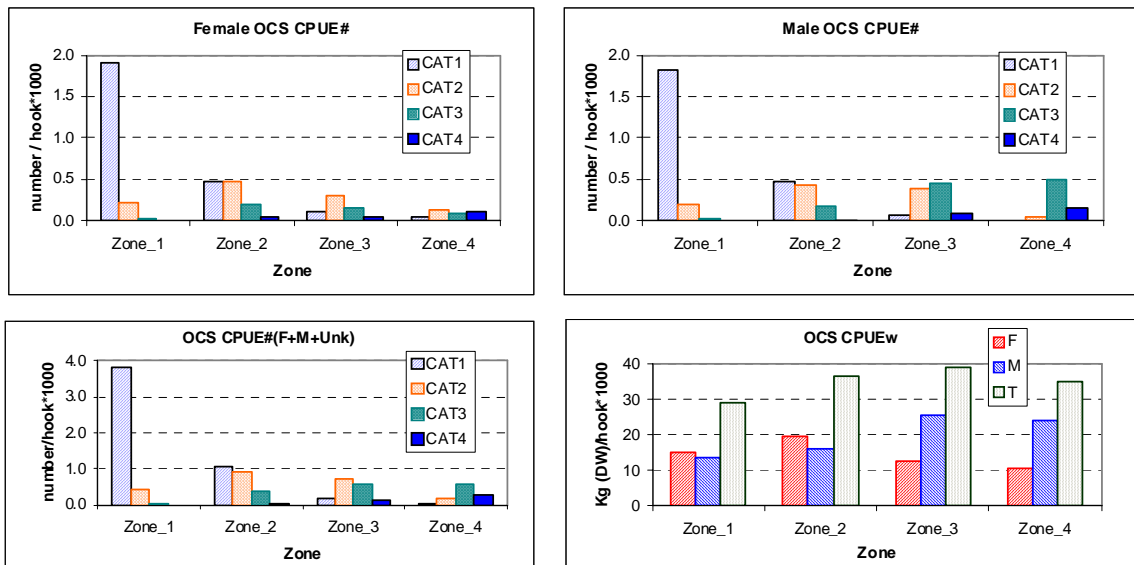 Female OCS CPUE#
number / hook*1000
2.0
1.5
1.0
0.5
0.0
CAT1
CAT2
CAT3
CAT4
Zone_1 Zone_2 Zone_3 Zone_4
Zone
Male OCS CPUE#
number / hook*1000
2.0
1.5
1.0
0.5
0.0
CAT1
CAT2
CAT3
CAT4
Zone_1 Zone_2 Zone_3 Zone_4
Zone
OCS CPUE#(F+M+Unk)
number/hook*1000
4.0
3.0
2.0
1.0
0.0
CAT1
CAT2
CAT3
CAT4
Zone_1 Zone_2 Zone_3 Zone_4
Zone
OCS CPUEw
Kg (DW)/hook*1000
40
30
20
10
0
F
M
T
Zone_1 Zone_2 Zone_3 Zone_4
Zone